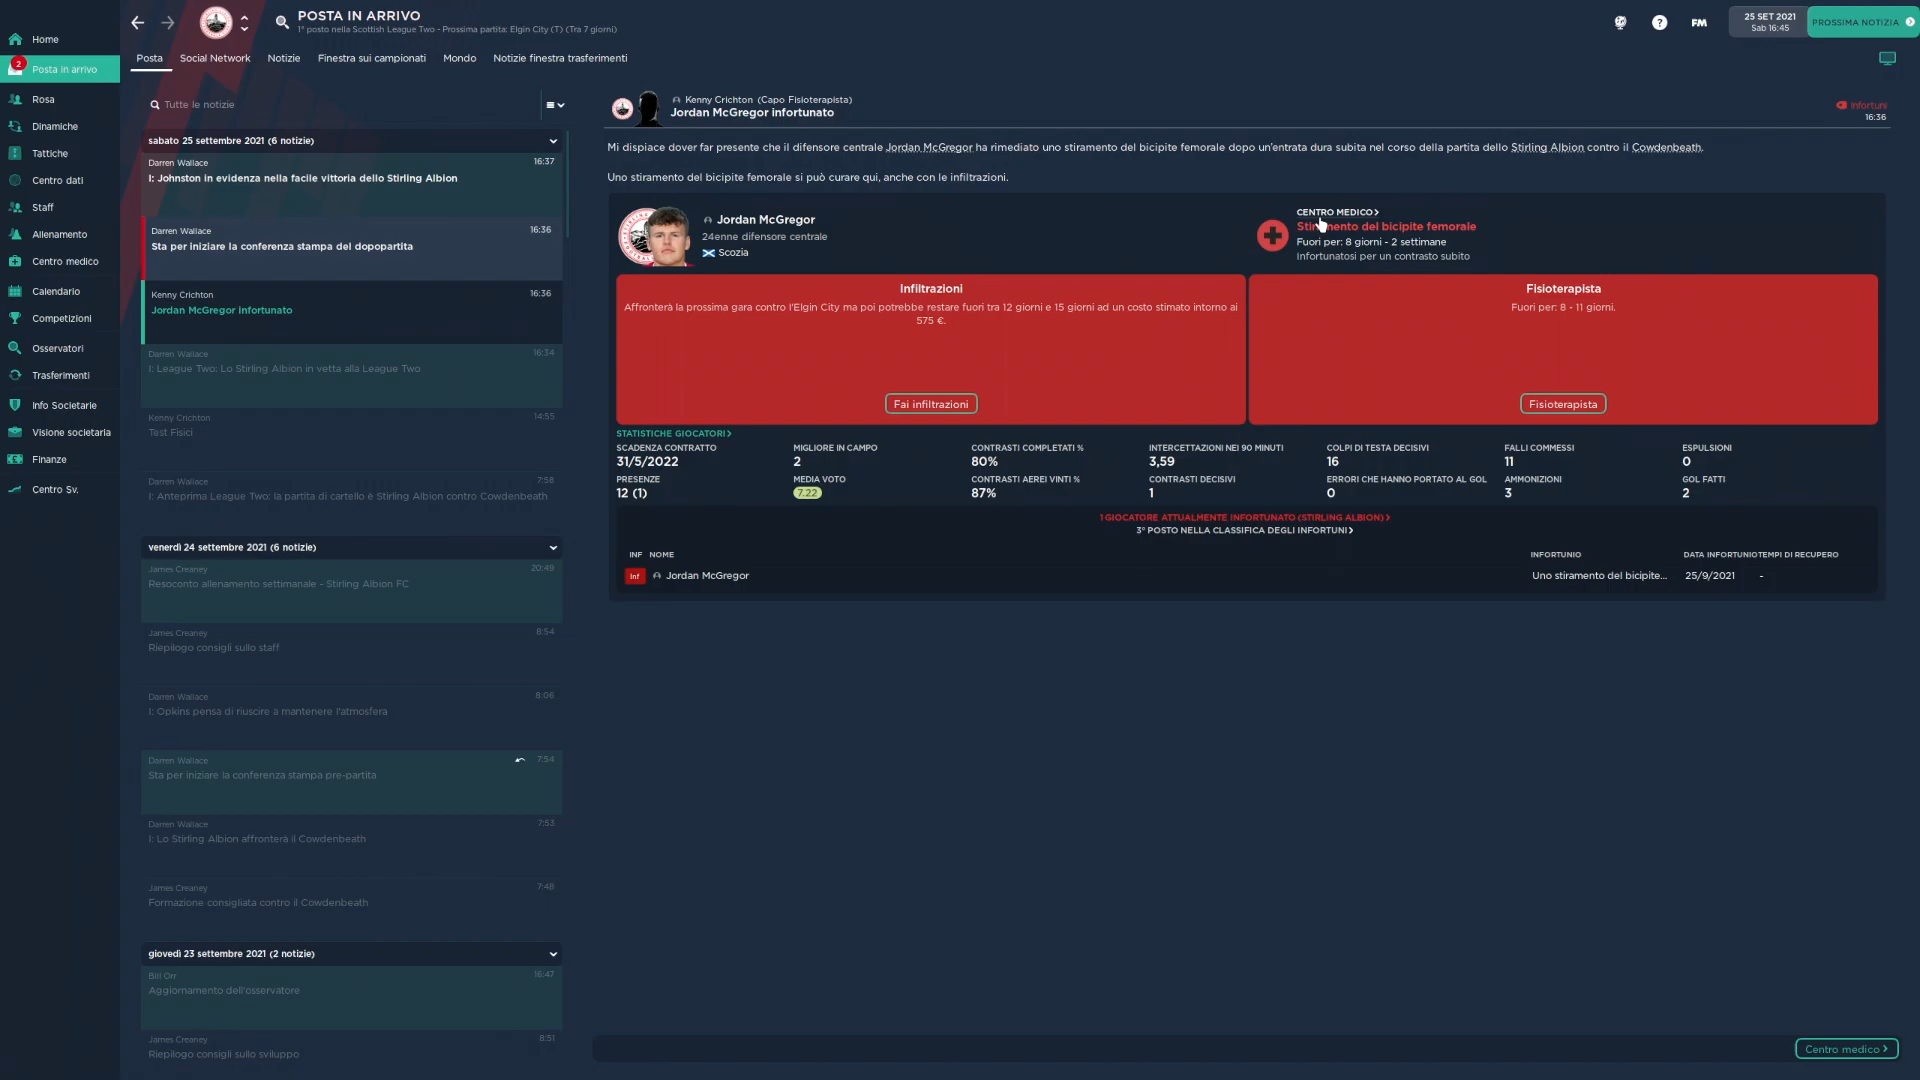 POSTA IN ARRIVO
1° posto nella Scottish League Two - Prossima partita: Elgin City (T) (Tra 7 giorni)
FM
25 SET 2021
Sab 16:45
PROSSIMA NOTIZIA
Home
2
Posta in arrivo
Rosa
Dinamiche
Tattiche
Centro dati
Staff
Allenamento
Centro medico
Calendario
Competizioni
Osservatori
Trasferimenti
Info Societarie
Visione societaria
Finanze
Centro Sv.
Posta
Social Network
Notizie
Finestra sui campionati
Mondo
Notizie finestra trasferimenti
Tutte le notizie
sabato 25 settembre 2021 (6 notizie)
Darren Wallace 16:37
I: Johnston in evidenza nella facile vittoria dello Stirling Albion
Darren Wallace 16:36
Sta per iniziare la conferenza stampa del dopopartita
Kenny Crichton 16:36
Jordan McGregor infortunato
Darren Wallace 16:34
I: League Two: Lo Stirling Albion in vetta alla League Two
Kenny Crichton 14:55
Test Fisici
Darren Wallace 7:58
I: Anteprima League Two: la partita di cartello è Stirling Albion contro Cowdenbeath
venerdì 24 settembre 2021 (6 notizie)
James Creaney 20:49
Resoconto allenamento settimanale - Stirling Albion FC
James Creaney 8:54
Riepilogo consigli sullo staff
Darren Wallace 8:06
I: Opkins pensa di riuscire a mantenere l'atmosfera
Darren Wallace 7:54
Sta per iniziare la conferenza stampa pre-partita
Darren Wallace 7:53
I: Lo Stirling Albion affronterà il Cowdenbeath
James Creaney 7:48
Formazione consigliata contro il Cowdenbeath
giovedì 23 settembre 2021 (2 notizie)
Bill Orr 16:47
Aggiornamento dell'osservatore
James Creaney 8:51
Riepilogo consigli sullo sviluppo
Kenny Crichton (Capo Fisioterapista)
Jordan McGregor infortunato
Infortuni
16:36
Mi dispiace dover far presente che il difensore centrale Jordan McGregor ha rimediato uno stiramento del bicipite femorale dopo un'entrata dura subita nel corso della partita dello Stirling Albion contro il Cowdenbeath.
Uno stiramento del bicipite femorale si può curare qui, anche con le infiltrazioni.
Jordan McGregor
24enne difensore centrale
Scozia
CENTRO MEDICO
Stiramento del bicipite femorale
Fuori per: 8 giorni - 2 settimane
Infortunatosi per un contrasto subito
Infiltrazioni
Affronterà la prossima gara contro l'Elgin City ma poi potrebbe restare fuori tra 12 giorni e 15 giorni ad un costo stimato intorno ai
575 €.
Fai infiltrazioni
Fisioterapista
Fuori per: 8 - 11 giorni.
Fisioterapista
STATISTICHE GIOCATORI
SCADENZA CONTRATTO MIGLIORE IN CAMPO CONTRASTI COMPLETATI % INTERCETTAZIONI NEI 90 MINUTI COLPI DI TESTA DECISIVI FALLI COMMESSI ESPULSIONI
31/5/2022 2 80% 3,59 16 11 0
PRESENZE MEDIA VOTO CONTRASTI AEREI VINTI % CONTRASTI DECISIVI ERRORI CHE HANNO PORTATO AL GOL AMMONIZIONI GOL FATTI
12 (1) 7.22 87% 1 0 3 2
1 GIOCATORE ATTUALMENTE INFORTUNATO (STIRLING ALBION)
3° POSTO NELLA CLASSIFICA DEGLI INFORTUNI
INF NOME INFORTUNIO DATA INFORTUNIO TEMPI DI RECUPERO
Inf Jordan McGregor Uno stiramento del bicipite... 25/9/2021 -
Centro medico